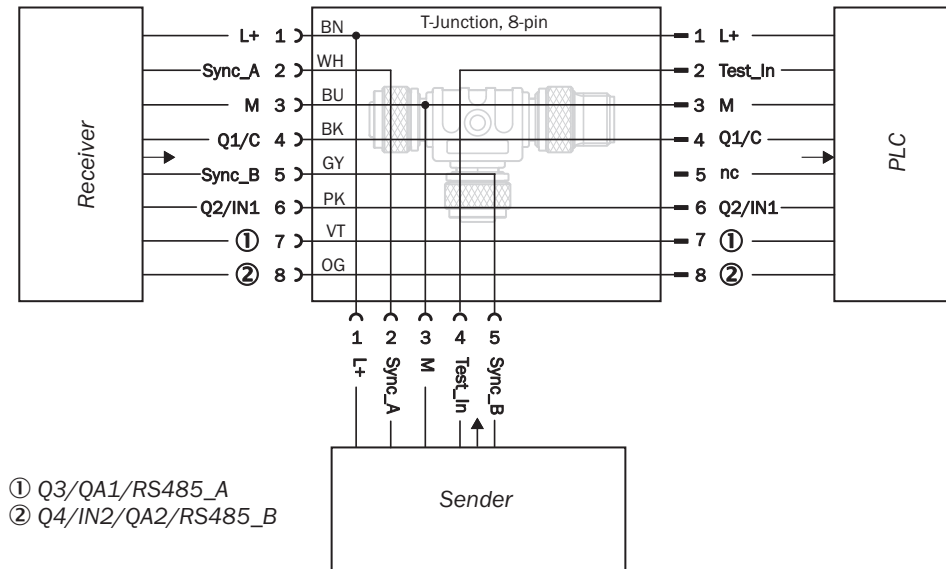 T-Junction, 8-pin
L+ 1 BN 1 L+
Sync_A 2 WH 2 Test_In
M 3 BU 3 M
Q1/C 4 BK 4 Q1/C
Sync_B 5 GY 5 nc
Q2/IN1 6 PK 6 Q2/IN1
① 7 VT 7 ①
② 8 OG 8 ②
Receiver
PLC
1 2 3 4 5
L+ Sync_A M Test_In Sync_B
Sender
① Q3/QA1/RS485_A
② Q4/IN2/QA2/RS485_B